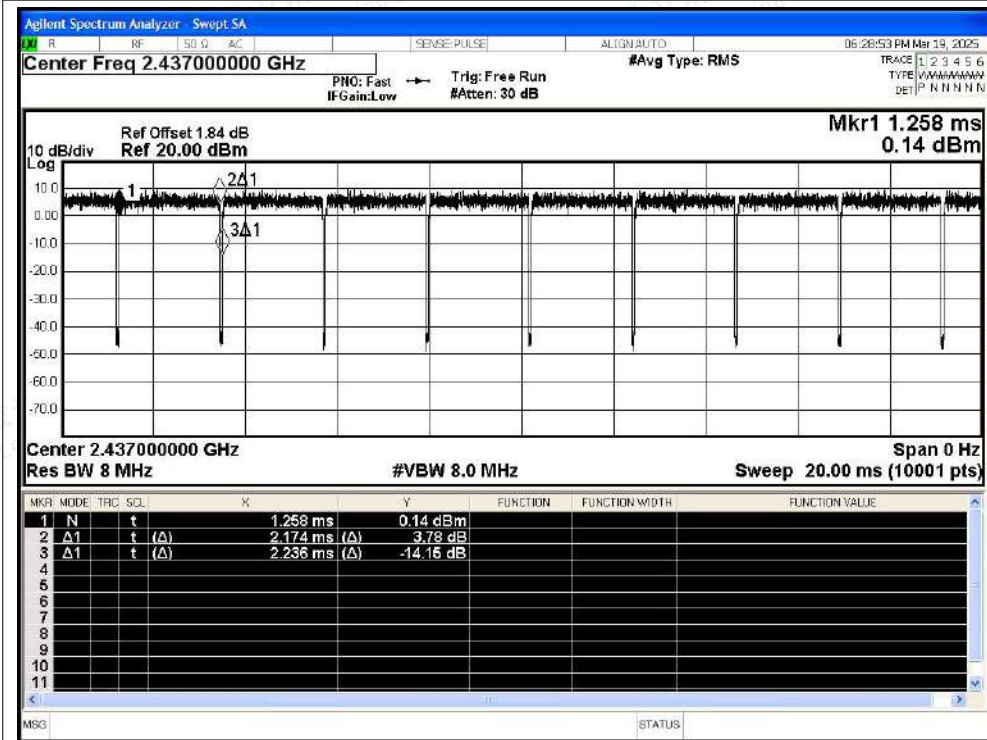 Agilent Spectrum Analyzer - Swept SA
LXI R RF 50 Ω AC SENSE:PULSE ALIGN AUTO 06:28:53 PM Mar 19, 2025
Center Freq 2.437000000 GHz #Avg Type: RMS TRACE 1 2 3 4 5 6
PNO: Fast Trig: Free Run TYPE
IFGain:Low #Atten: 30 dB DET P N N N N N
Mkr1 1.258 ms
Ref Offset 1.84 dB
10 dB/div Ref 20.00 dBm 0.14 dBm
Log
10.0
1
2Δ1
0.00
3Δ1
-10.0
-20.0
-30.0
-40.0
-50.0
-60.0
-70.0
Center 2.437000000 GHz Span 0 Hz
Res BW 8 MHz #VBW 8.0 MHz Sweep 20.00 ms (10001 pts)
MKR MODE TRC SCL X Y FUNCTION FUNCTION WIDTH FUNCTION VALUE
1 N t 1.258 ms 0.14 dBm
2 Δ1 t (Δ) 2.174 ms (Δ) 3.78 dB
3 Δ1 t (Δ) 2.236 ms (Δ) -14.15 dB
4
5
6
7
8
9
10
11
MSG STATUS